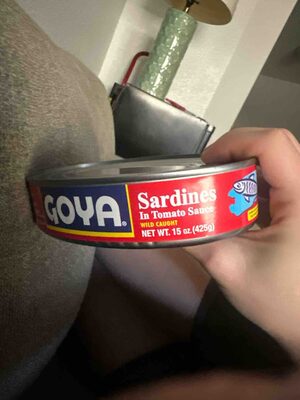 GOYA®
Sardines
In Tomato Sauce
WILD CAUGHT
NET WT. 15 oz. (425g)